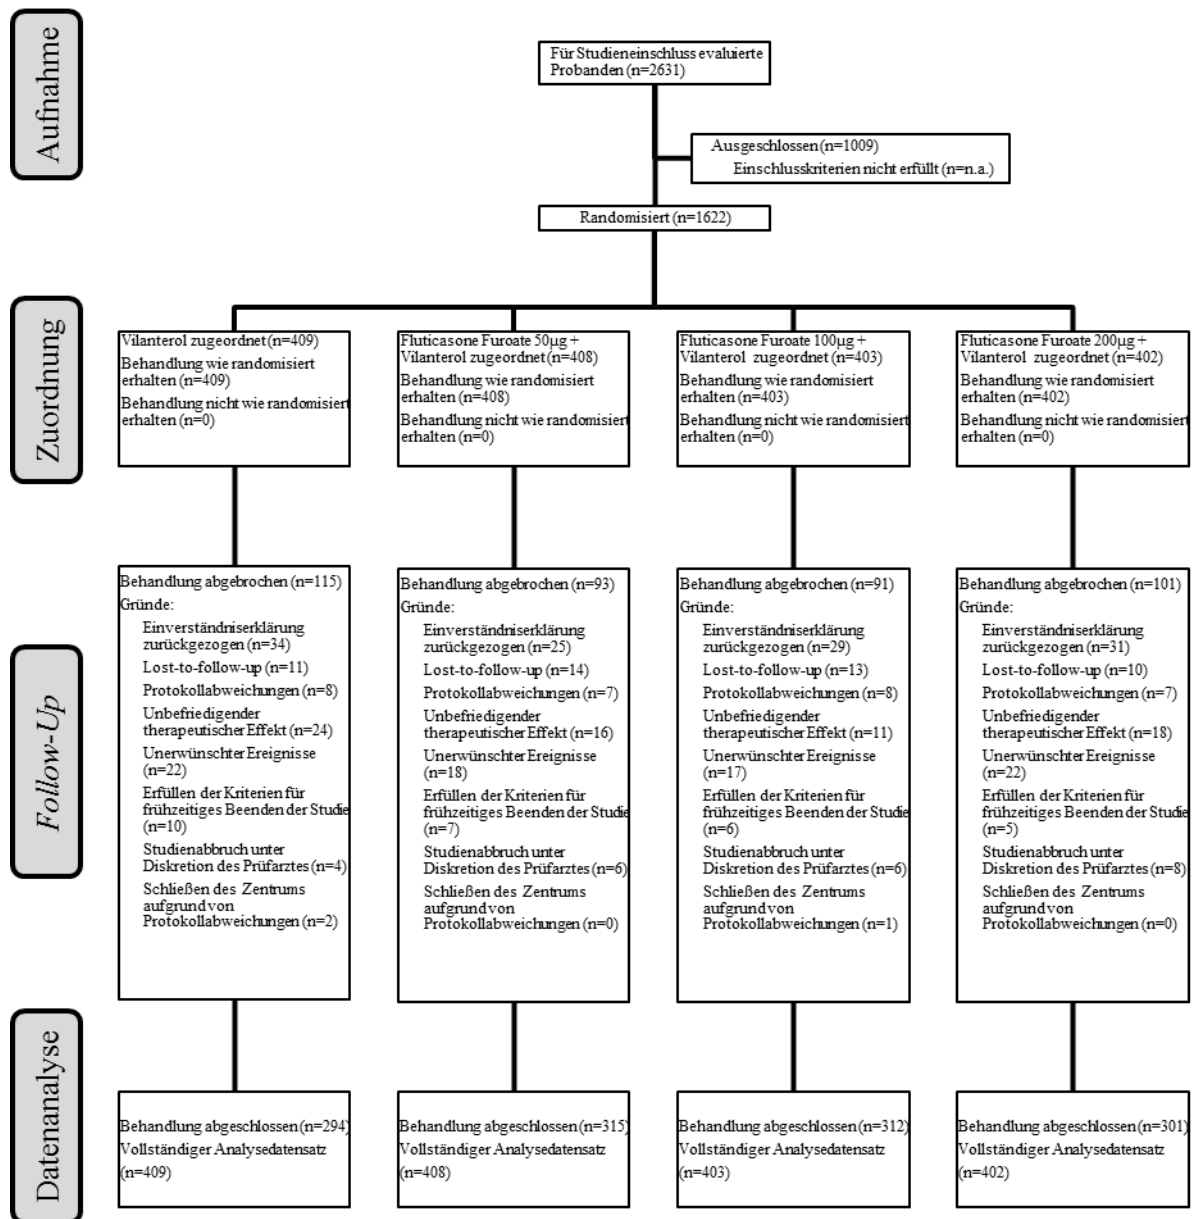 Aufnahme
Für Studieneinschluss evaluierte
Probanden (n=2631)
Ausgeschlossen (n=1009)
Einschlusskriterien nicht erfüllt (n=n.a.)
Randomisiert (n=1622)
Zuordnung
Vilanterol zugeordnet (n=409)
Behandlung wie randomisiert
erhalten (n=409)
Behandlung nicht wie randomisiert
erhalten (n=0)
Fluticasone Furoate 50µg +
Vilanterol zugeordnet (n=408)
Behandlung wie randomisiert
erhalten (n=408)
Behandlung nicht wie randomisiert
erhalten (n=0)
Fluticasone Furoate 100µg +
Vilanterol zugeordnet (n=403)
Behandlung wie randomisiert
erhalten (n=403)
Behandlung nicht wie randomisiert
erhalten (n=0)
Fluticasone Furoate 200µg +
Vilanterol zugeordnet (n=402)
Behandlung wie randomisiert
erhalten (n=402)
Behandlung nicht wie randomisiert
erhalten (n=0)
Follow-Up
Behandlung abgebrochen (n=115)
Gründe:
Einverständniserklärung
zurückgezogen (n=34)
Lost-to-follow-up (n=11)
Protokollabweichungen (n=8)
Unbefriedigender
therapeutischer Effekt (n=24)
Unerwünschter Ereignisse
(n=22)
Erfüllen der Kriterien für
frühzeitiges Beenden der Studie
(n=10)
Studienabbruch unter
Diskretion des Prüfarztes (n=4)
Schließen des Zentrums
aufgrund von
Protokollabweichungen (n=2)
Behandlung abgebrochen (n=93)
Gründe:
Einverständniserklärung
zurückgezogen (n=25)
Lost-to-follow-up (n=14)
Protokollabweichungen (n=7)
Unbefriedigender
therapeutischer Effekt (n=16)
Unerwünschter Ereignisse
(n=18)
Erfüllen der Kriterien für
frühzeitiges Beenden der Studie
(n=7)
Studienabbruch unter
Diskretion des Prüfarztes (n=6)
Schließen des Zentrums
aufgrund von
Protokollabweichungen (n=0)
Behandlung abgebrochen (n=91)
Gründe:
Einverständniserklärung
zurückgezogen (n=29)
Lost-to-follow-up (n=13)
Protokollabweichungen (n=8)
Unbefriedigender
therapeutischer Effekt (n=11)
Unerwünschter Ereignisse
(n=17)
Erfüllen der Kriterien für
frühzeitiges Beenden der Studie
(n=6)
Studienabbruch unter
Diskretion des Prüfarztes (n=6)
Schließen des Zentrums
aufgrund von
Protokollabweichungen (n=1)
Behandlung abgebrochen (n=101)
Gründe:
Einverständniserklärung
zurückgezogen (n=31)
Lost-to-follow-up (n=10)
Protokollabweichungen (n=7)
Unbefriedigender
therapeutischer Effekt (n=18)
Unerwünschter Ereignisse
(n=22)
Erfüllen der Kriterien für
frühzeitiges Beenden der Studie
(n=5)
Studienabbruch unter
Diskretion des Prüfarztes (n=8)
Schließen des Zentrums
aufgrund von
Protokollabweichungen (n=0)
Datenanalyse
Behandlung abgeschlossen (n=294)
Vollständiger Analysedatensatz
(n=409)
Behandlung abgeschlossen (n=315)
Vollständiger Analysedatensatz
(n=408)
Behandlung abgeschlossen (n=312)
Vollständiger Analysedatensatz
(n=403)
Behandlung abgeschlossen (n=301)
Vollständiger Analysedatensatz
(n=402)